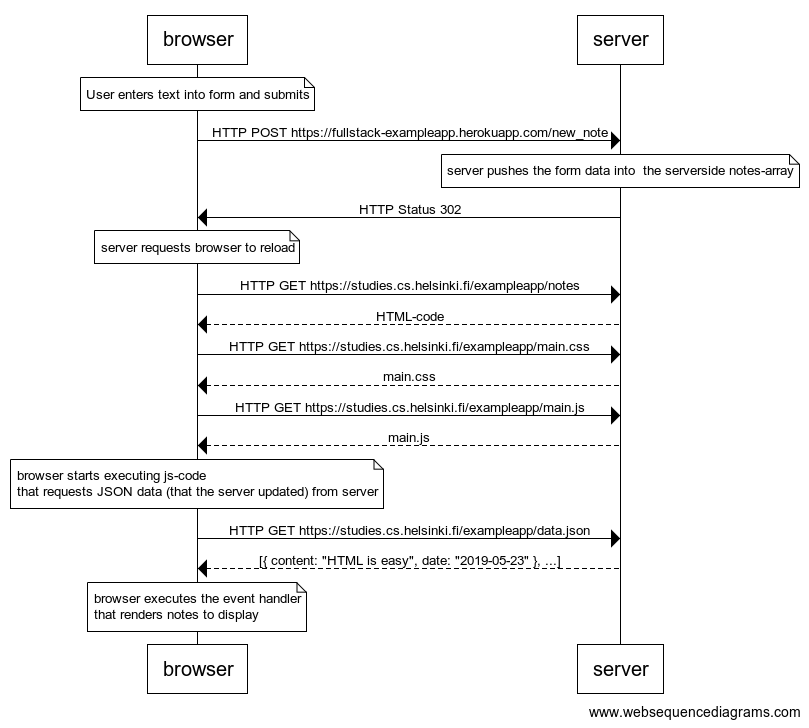 browser server
User enters text into form and submits
HTTP POST https://fullstack-exampleapp.herokuapp.com/new_note
server pushes the form data into  the serverside notes-array
HTTP Status 302
server requests browser to reload
HTTP GET https://studies.cs.helsinki.fi/exampleapp/notes
HTML-code
HTTP GET https://studies.cs.helsinki.fi/exampleapp/main.css
main.css
HTTP GET https://studies.cs.helsinki.fi/exampleapp/main.js
main.js
browser starts executing js-code
that requests JSON data (that the server updated) from server
HTTP GET https://studies.cs.helsinki.fi/exampleapp/data.json
[{ content: "HTML is easy", date: "2019-05-23" }, ...]
browser executes the event handler
that renders notes to display
browser server
www.websequencediagrams.com